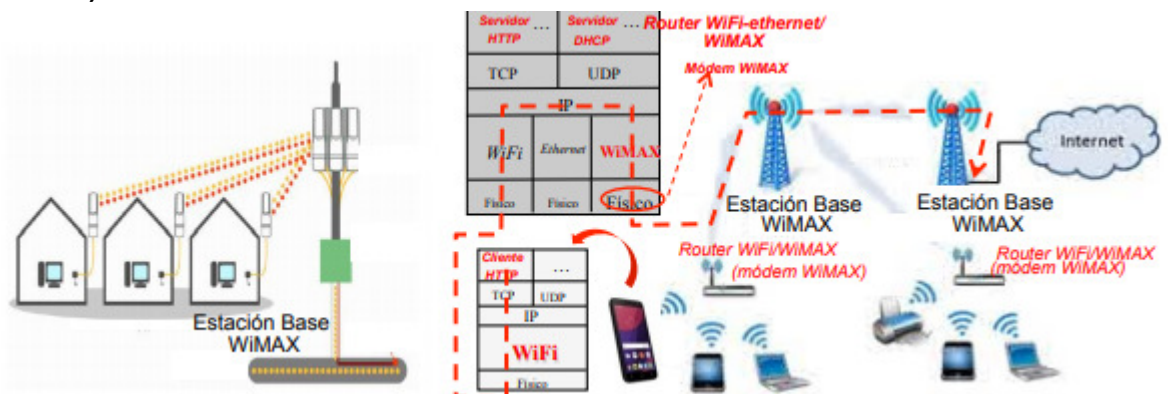 Estación Base
WiMAX
Servidor ... Servidor ...
HTTP DHCP
Router WiFi-ethernet/
WiMAX
Módem WiMAX
TCP UDP
IP
WiFi Ethernet WiMAX
Físico Físico Físico
Cliente ...
HTTP
TCP UDP
IP
WiFi
Físico
Estación Base
WiMAX
Estación Base
WiMAX
Internet
Router WiFi/WiMAX
(módem WiMAX)
Router WiFi/WiMAX
(módem WiMAX)